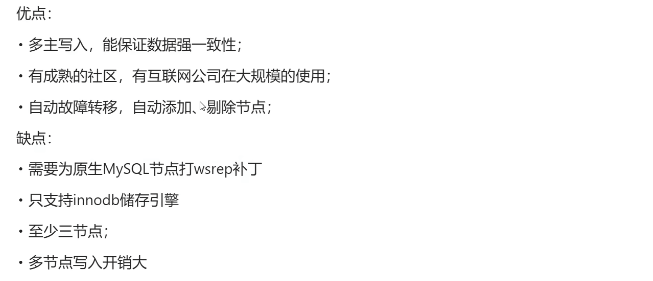 优点：
• 多主写入，能保证数据强一致性；
• 有成熟的社区，有互联网公司在大规模的使用；
• 自动故障转移，自动添加、剔除节点；
缺点：
• 需要为原生MySQL节点打wsrep补丁
• 只支持innodb储存引擎
• 至少三节点；
• 多节点写入开销大